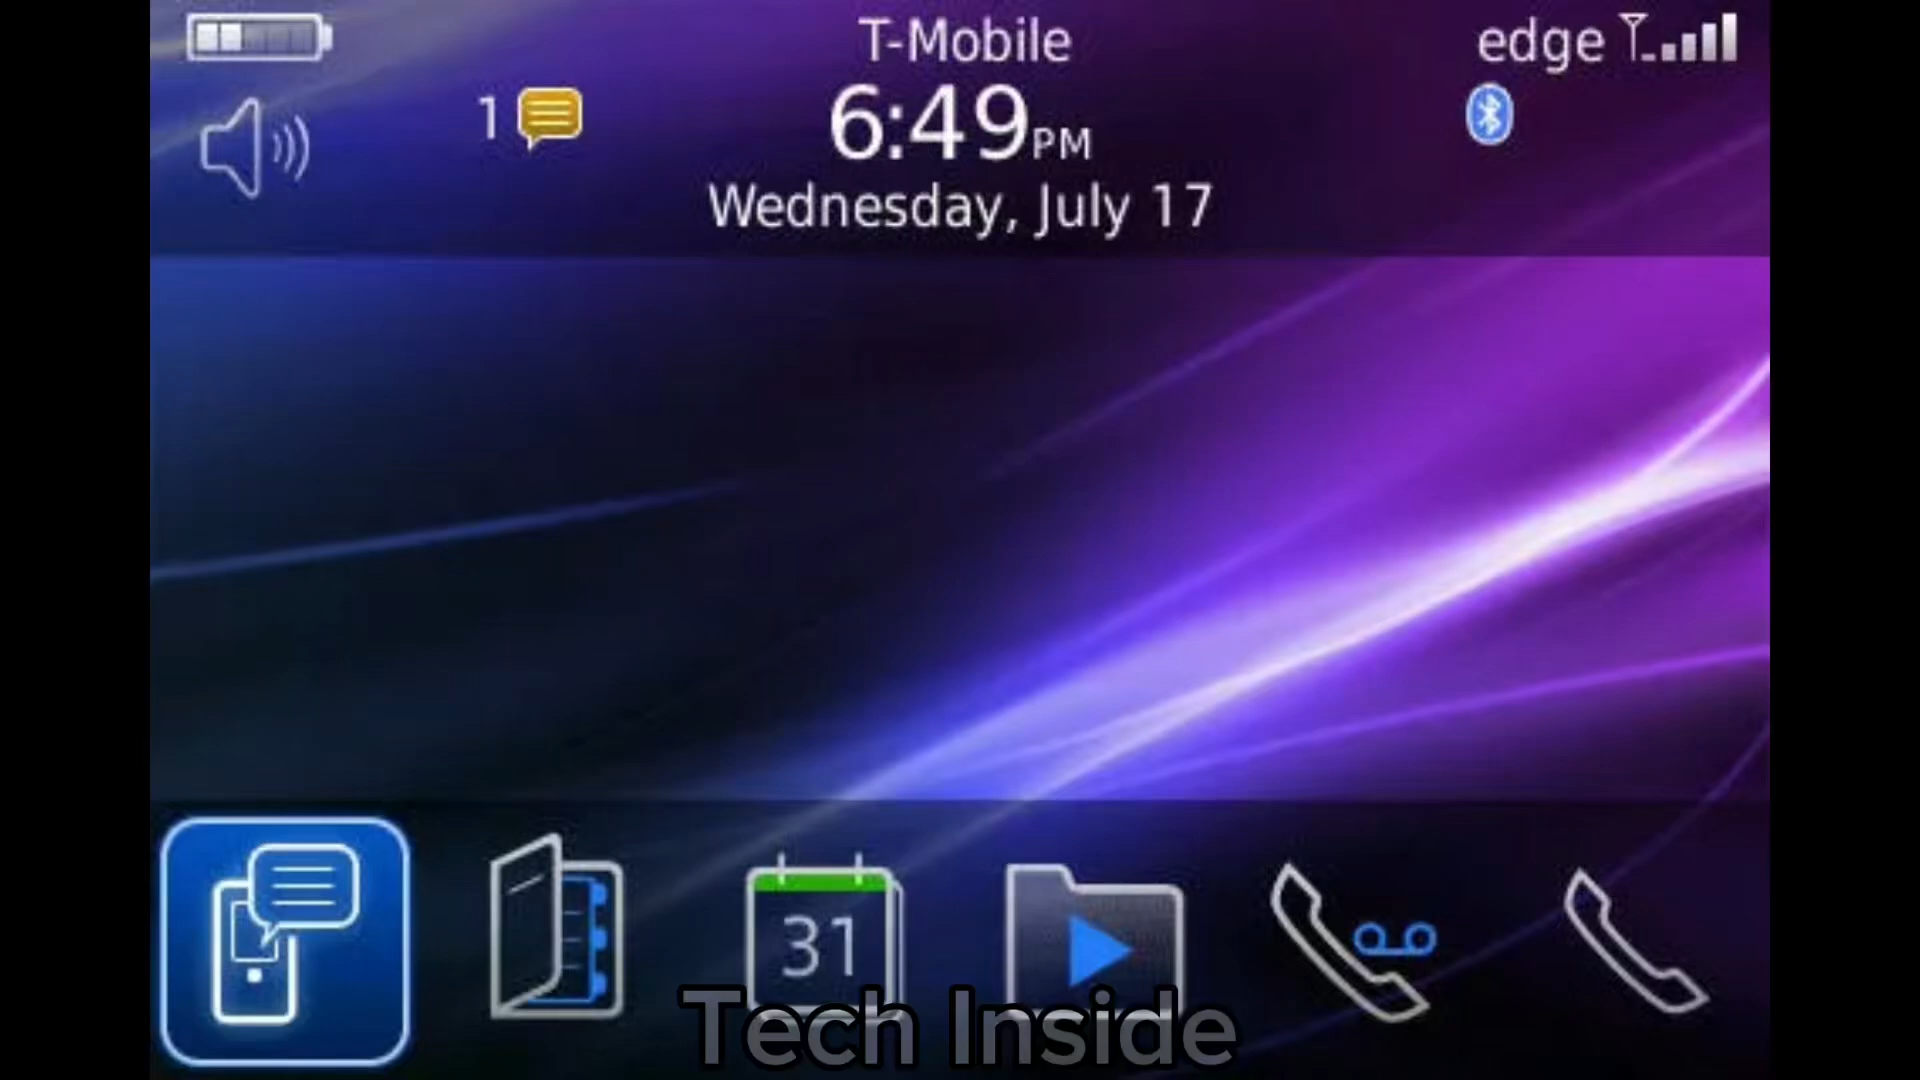 T-Mobile
edge
1
6:49PM
Wednesday, July 17
31
Tech Inside